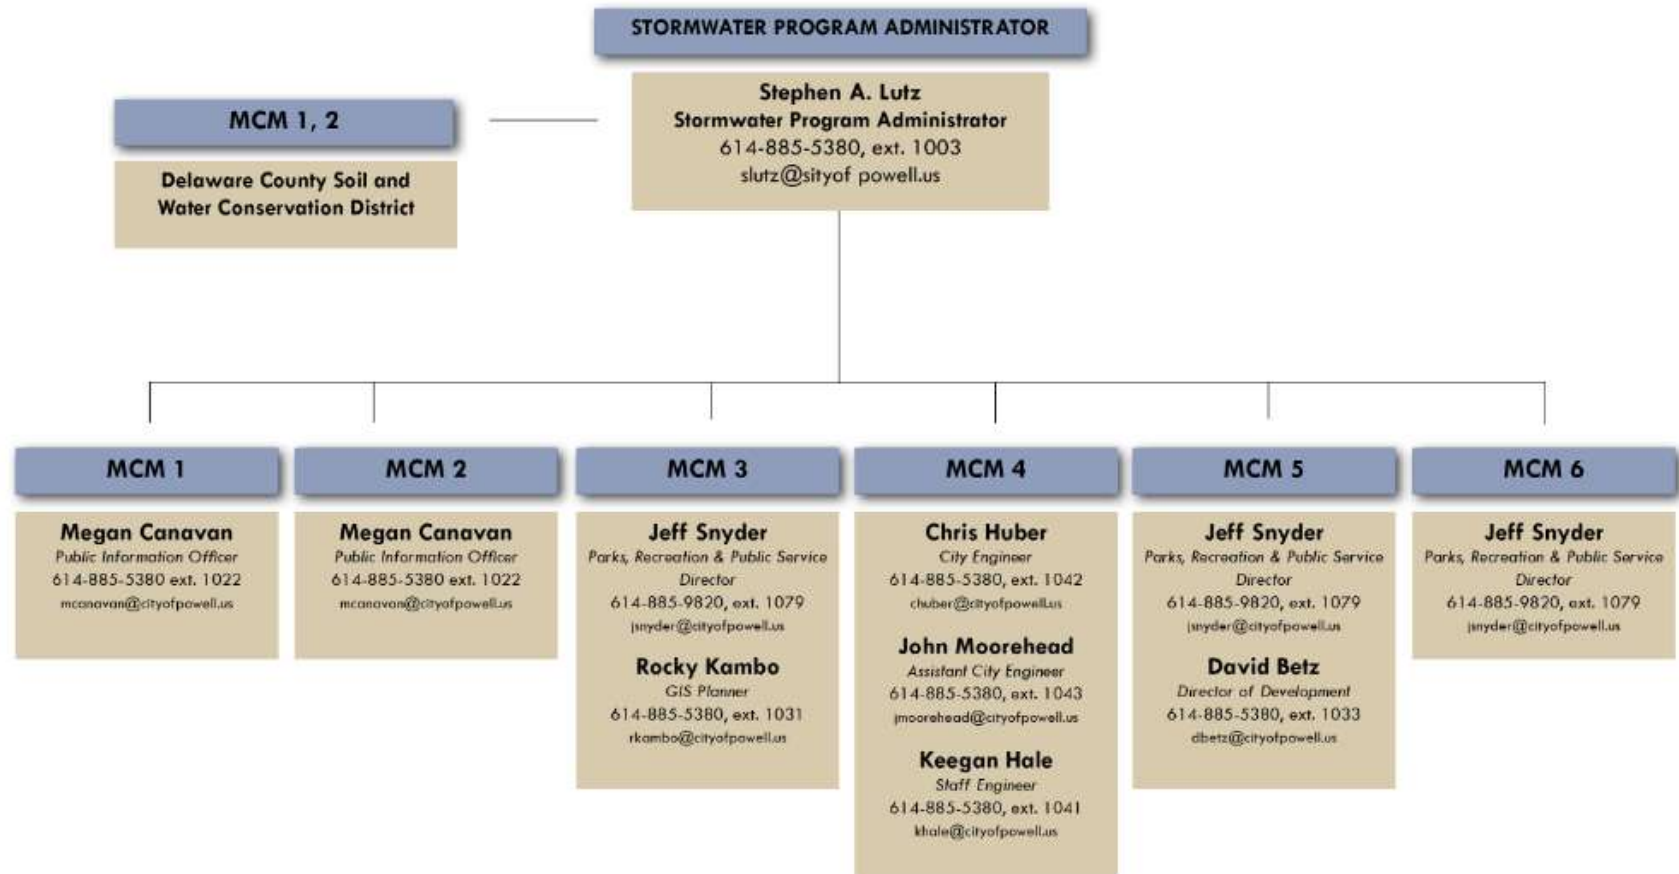 STORMWATER PROGRAM ADMINISTRATOR
Stephen A. Lutz
Stormwater Program Administrator
614-885-5380, ext. 1003
slutz@sityof powell.us
MCM 1, 2
Delaware County Soil and
Water Conservation District
MCM 1
Megan Canavan
Public Information Officer
614-885-5380 ext. 1022
mcanavan@cityofpowell.us
MCM 2
Megan Canavan
Public Information Officer
614-885-5380 ext. 1022
mcanavan@cityofpowell.us
MCM 3
Jeff Snyder
Parks, Recreation & Public Service
Director
614-885-9820, ext. 1079
jsnyder@cityofpowell.us
Rocky Kambo
GIS Planner
614-885-5380, ext. 1031
rkambo@cityofpowell.us
MCM 4
Chris Huber
City Engineer
614-885-5380, ext. 1042
chuber@cityofpowell.us
John Moorehead
Assistant City Engineer
614-885-5380, ext. 1043
jmoorehead@cityofpowell.us
Keegan Hale
Staff Engineer
614-885-5380, ext. 1041
khale@cityofpowell.us
MCM 5
Jeff Snyder
Parks, Recreation & Public Service
Director
614-885-9820, ext. 1079
jsnyder@cityofpowell.us
David Betz
Director of Development
614-885-5380, ext. 1033
dbetz@cityofpowell.us
MCM 6
Jeff Snyder
Parks, Recreation & Public Service
Director
614-885-9820, ext. 1079
jsnyder@cityofpowell.us